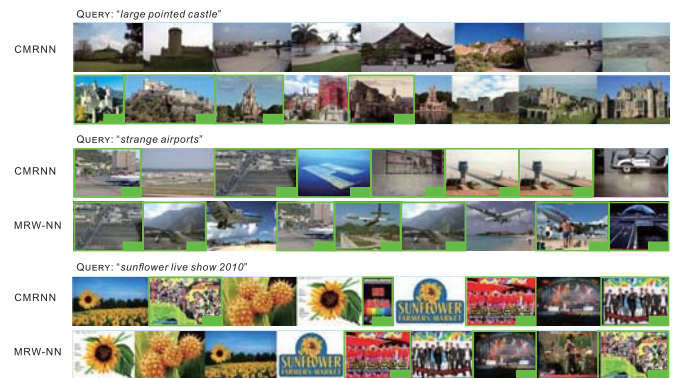 QUERY: "large pointed castle"
CMRNN
QUERY: "strange airports"
CMRNN
MRW-NN
QUERY: "sunflower live show 2010"
CMRNN
SUNFLOWER
FARMERS MARKET
MRW-NN
SUNFLOWER
FARMERS MARKET